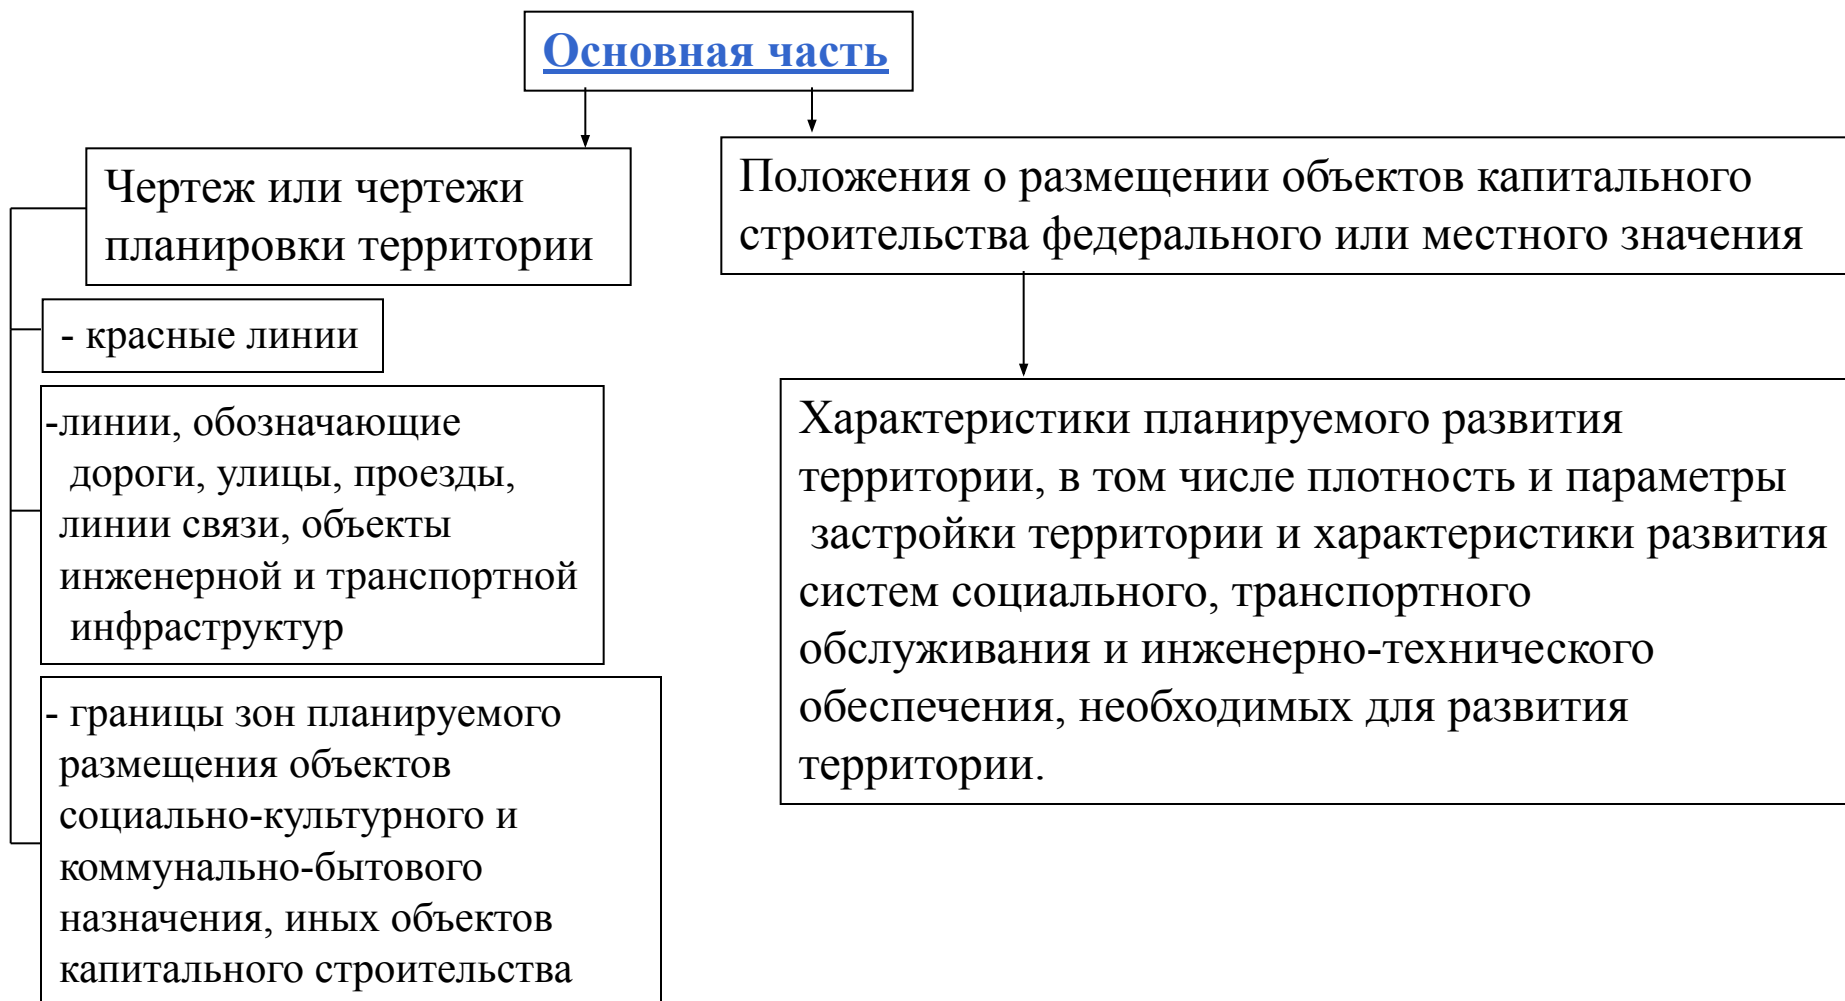 Основная часть
Чертеж или чертежи
планировки территории
- красные линии
-линии, обозначающие
дороги, улицы, проезды,
линии связи, объекты
инженерной и транспортной
инфраструктур
- границы зон планируемого
размещения объектов
социально-культурного и
коммунально-бытового
назначения, иных объектов
капитального строительства
Положения о размещении объектов капитального
строительства федерального или местного значения
Характеристики планируемого развития
территории, в том числе плотность и параметры
застройки территории и характеристики развития
систем социального, транспортного
обслуживания и инженерно-технического
обеспечения, необходимых для развития
территории.